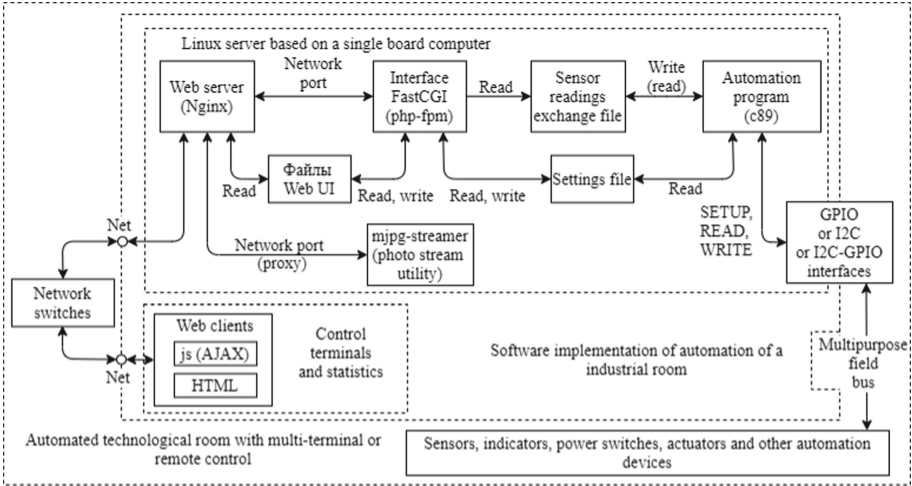 Linux server based on a single board computer
Web server
(Nginx)
Network
port
Interface
FastCGI
(php-fpm)
Read
Sensor
readings
exchange file
Write
(read)
Automation
program
(c89)
Read
Файлы
Web UI
Read, write
Read, write
Settings file
Read
SETUP,
READ,
WRITE
GPIO
or I2C
or I2C-GPIO
interfaces
Net
Network port
(proxy)
mjpg-streamer
(photo stream
utility)
Network
switches
Net
Web clients
js (AJAX)
HTML
Control
terminals
and statistics
Software implementation of automation of a
industrial room
Multipurpose
field
bus
Automated technological room with multi-terminal or
remote control
Sensors, indicators, power switches, actuators and other automation
devices